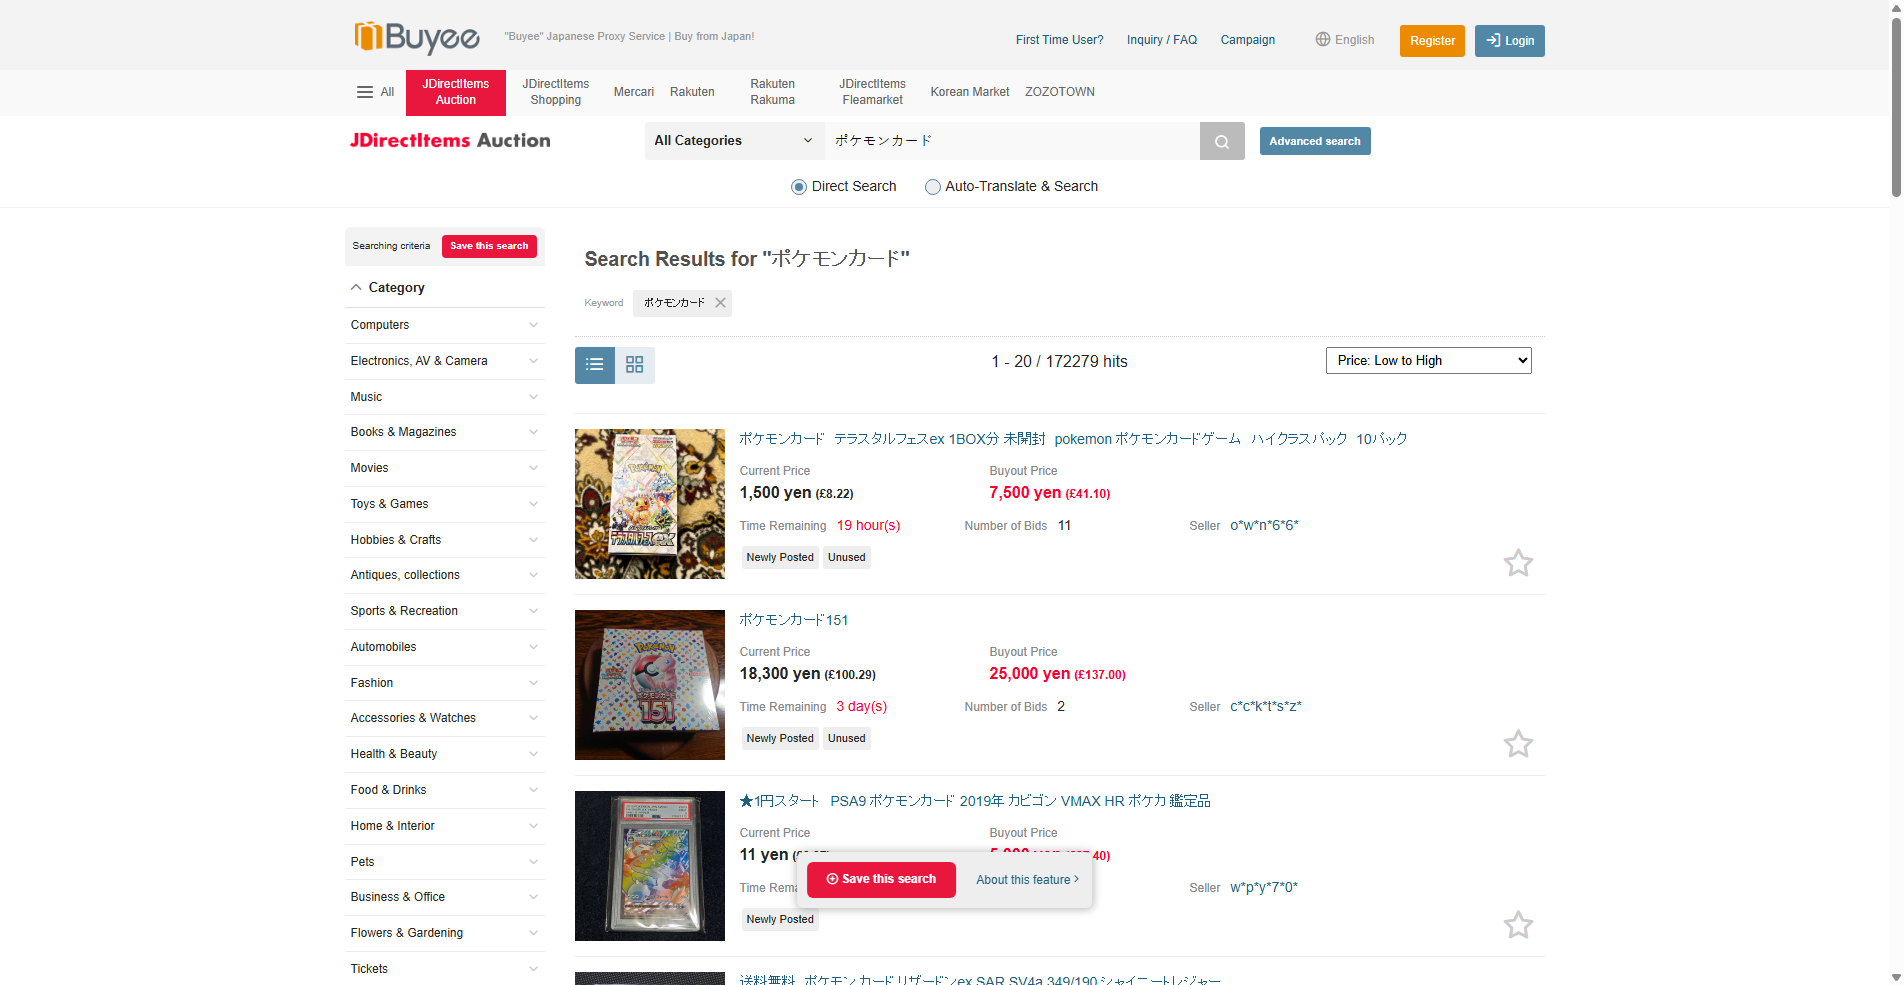 Buyee
"Buyee" Japanese Proxy Service | Buy from Japan!
First Time User?
Inquiry / FAQ
Campaign
English
Register
Login
All
JDirectItems Auction
JDirectItems Shopping
Mercari
Rakuten
Rakuten Rakuma
JDirectItems Fleamarket
Korean Market
ZOZOTOWN
JDirectItems Auction
All Categories
ポケモンカード
Advanced search
Direct Search
Auto-Translate & Search
Searching criteria
Save this search
Category
Computers
Electronics, AV & Camera
Music
Books & Magazines
Movies
Toys & Games
Hobbies & Crafts
Antiques, collections
Sports & Recreation
Automobiles
Fashion
Accessories & Watches
Health & Beauty
Food & Drinks
Home & Interior
Pets
Business & Office
Flowers & Gardening
Tickets
Search Results for "ポケモンカード"
Keyword
ポケモンカード
1 - 20 / 172279 hits
Price: Low to High
ポケモンカード　テラスタルフェスex 1BOX分 未開封　pokemon ポケモンカードゲーム　ハイクラスパック　10パック
Current Price
Buyout Price
1,500 yen (£8.22)
7,500 yen (£41.10)
Time Remaining 19 hour(s)
Number of Bids 11
Seller o*w*n*6*6*
Newly Posted
Unused
ポケモンカード151
Current Price
Buyout Price
18,300 yen (£100.29)
25,000 yen (£137.00)
Time Remaining 3 day(s)
Number of Bids 2
Seller c*c*k*t*s*z*
Newly Posted
Unused
★1円スタート　PSA9 ポケモンカード 2019年 カビゴン VMAX HR ポケカ 鑑定品
Current Price
Buyout Price
11 yen
Time Rema
Seller w*p*y*7*0*
Newly Posted
Save this search
About this feature
送料無料　ポケモンカード リザードンex SAR SV4a 349/190 シャイニートレジャー